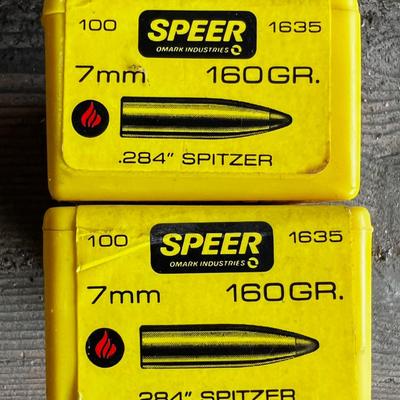 100 SPEER 1635
OMARK INDUSTRIES
7mm 160GR.
.284" SPITZER
100 SPEER 1635
OMARK INDUSTRIES
7mm 160GR.
.284" SPITZER